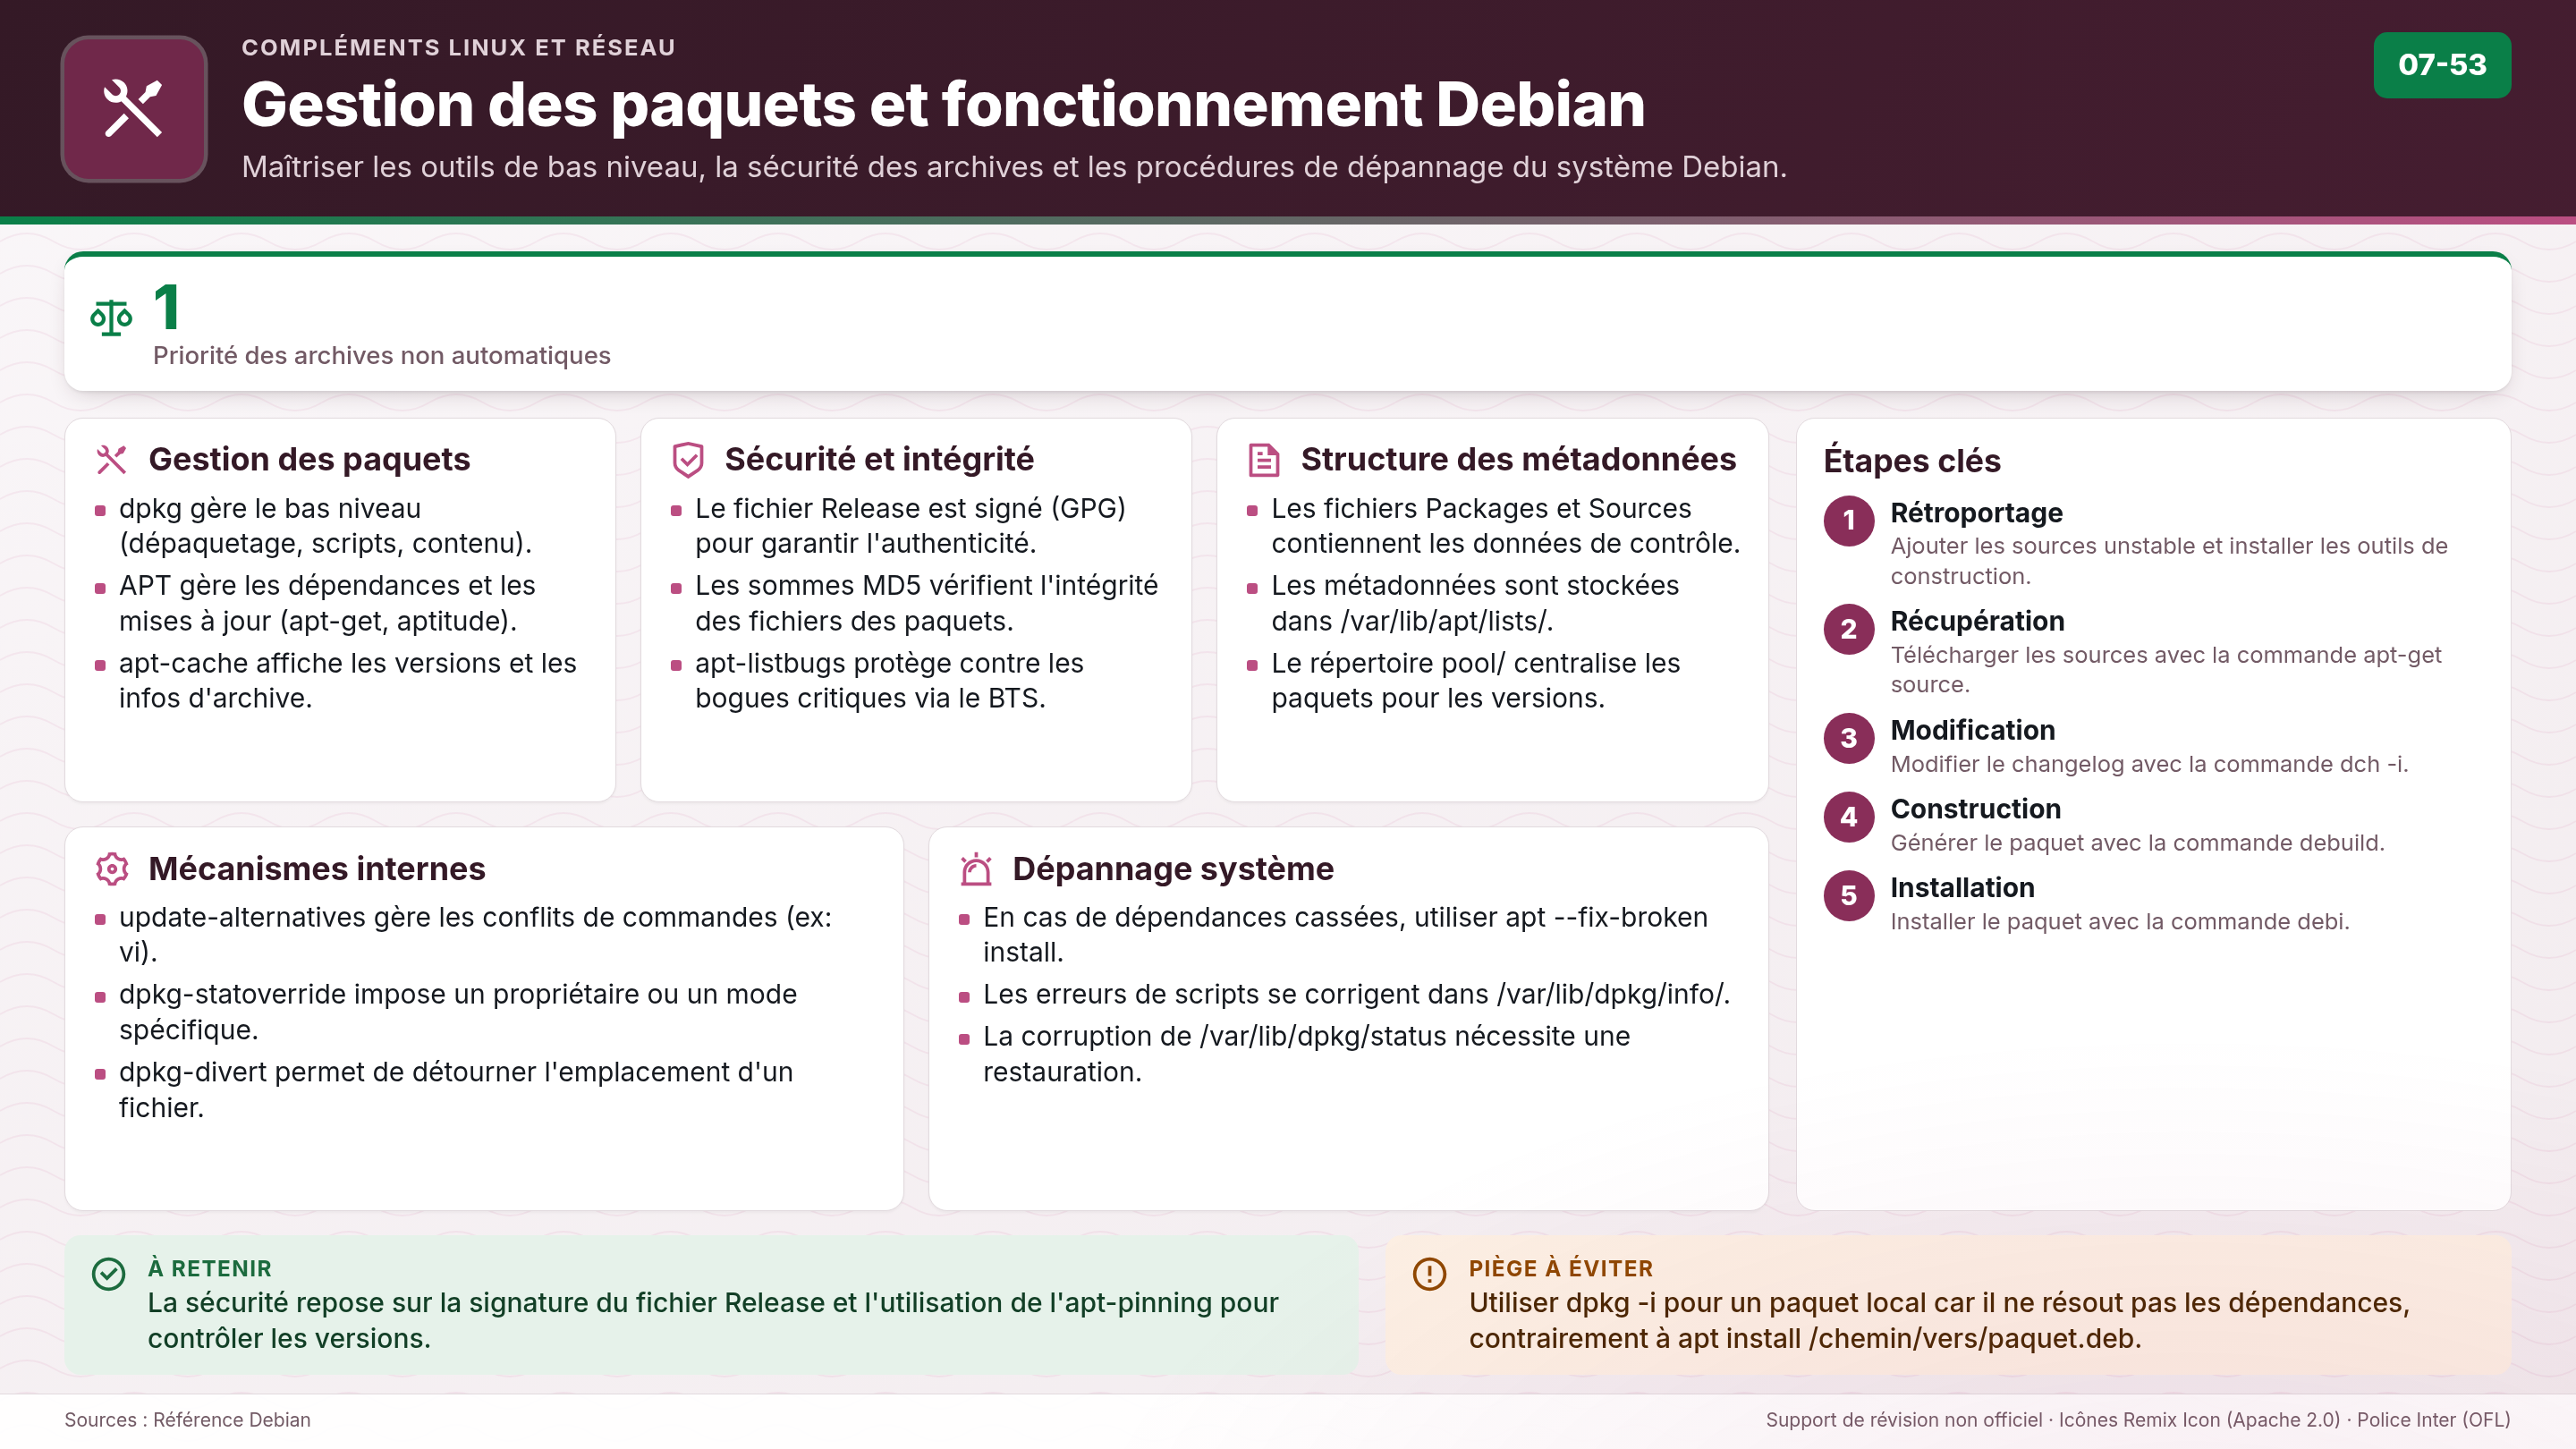 COMPLÉMENTS LINUX ET RÉSEAU
Gestion des paquets et fonctionnement Debian
Maîtriser les outils de bas niveau, la sécurité des archives et les procédures de dépannage du système Debian.
07-53
1
Priorité des archives non automatiques
Gestion des paquets
dpkg gère le bas niveau
(dépaquetage, scripts, contenu).
APT gère les dépendances et les
mises à jour (apt-get, aptitude).
apt-cache affiche les versions et les
infos d'archive.
Sécurité et intégrité
Le fichier Release est signé (GPG)
pour garantir l'authenticité.
Les sommes MD5 vérifient l'intégrité
des fichiers des paquets.
apt-listbugs protège contre les
bogues critiques via le BTS.
Structure des métadonnées
Les fichiers Packages et Sources
contiennent les données de contrôle.
Les métadonnées sont stockées
dans /var/lib/apt/lists/.
Le répertoire pool/ centralise les
paquets pour les versions.
Mécanismes internes
update-alternatives gère les conflits de commandes (ex:
vi).
dpkg-statoverride impose un propriétaire ou un mode
spécifique.
dpkg-divert permet de détourner l'emplacement d'un
fichier.
Dépannage système
En cas de dépendances cassées, utiliser apt --fix-broken
install.
Les erreurs de scripts se corrigent dans /var/lib/dpkg/info/.
La corruption de /var/lib/dpkg/status nécessite une
restauration.
Étapes clés
1
Rétroportage
Ajouter les sources unstable et installer les outils de
construction.
2
Récupération
Télécharger les sources avec la commande apt-get
source.
3
Modification
Modifier le changelog avec la commande dch -i.
4
Construction
Générer le paquet avec la commande debuild.
5
Installation
Installer le paquet avec la commande debi.
À RETENIR
La sécurité repose sur la signature du fichier Release et l'utilisation de l'apt-pinning pour
contrôler les versions.
PIÈGE À ÉVITER
Utiliser dpkg -i pour un paquet local car il ne résout pas les dépendances,
contrairement à apt install /chemin/vers/paquet.deb.
Sources : Référence Debian
Support de révision non officiel · Icônes Remix Icon (Apache 2.0) · Police Inter (OFL)